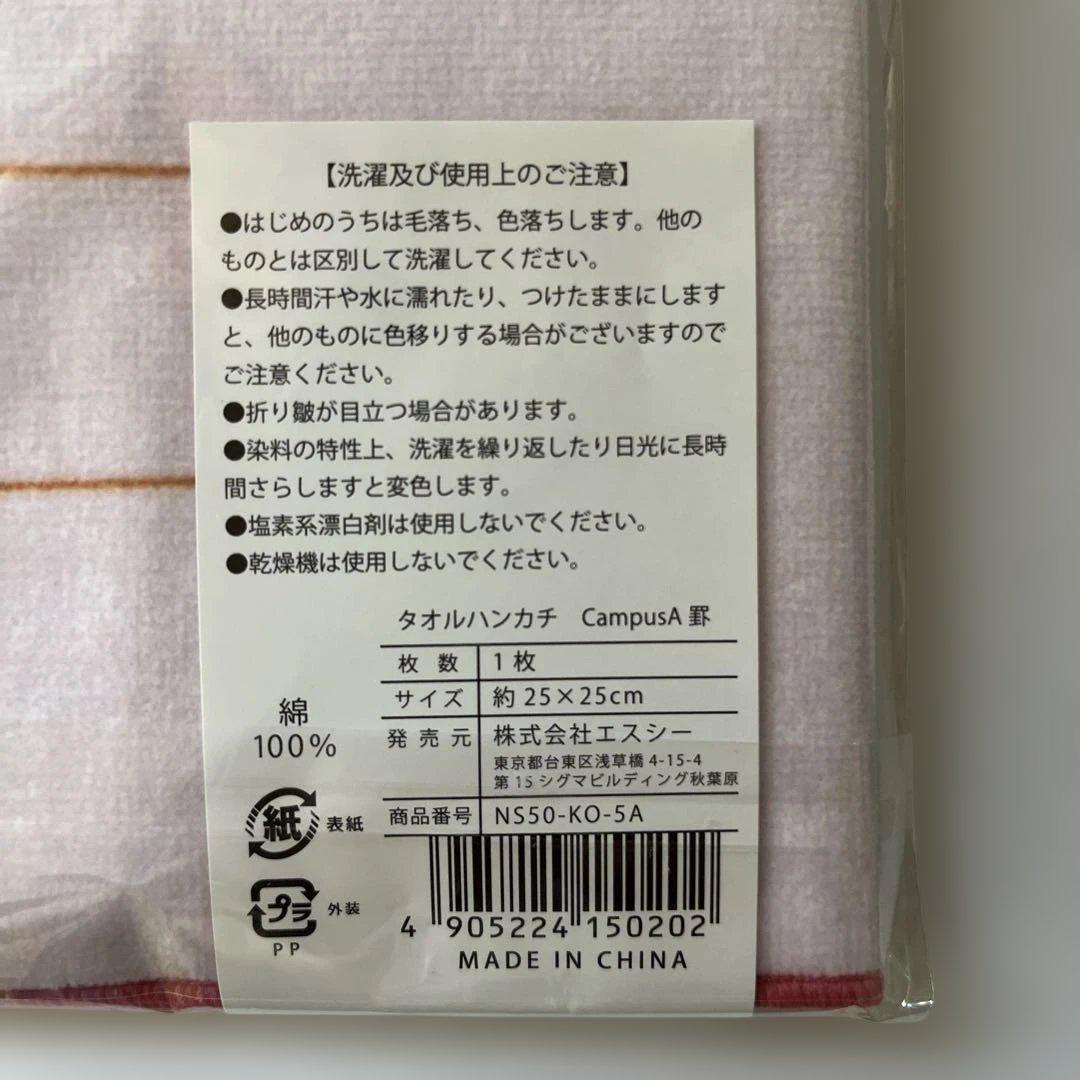 【洗濯及び使用上のご注意】
●はじめのうちは毛落ち、色落ちします。他の
ものとは区別して洗濯してください。
●長時間汗や水に濡れたり、つけたままにします
と、他のものに色移りする場合がございますので
ご注意ください。
●折り皺が目立つ場合があります。
●染料の特性上、洗濯を繰り返したり日光に長時
間さらしますと変色します。
●塩素系漂白剤は使用しないでください。
●乾燥機は使用しないでください。
タオルハンカチ CampusA 罫
枚数 1枚
サイズ 約25×25cm
発売元 株式会社エスシー
東京都台東区浅草橋 4-15-4
第15シグマビルディング秋葉原
商品番号 NS50-KO-5A
綿
100%
紙 表紙
プラ 外装
PP
4 905224 150202
MADE IN CHINA